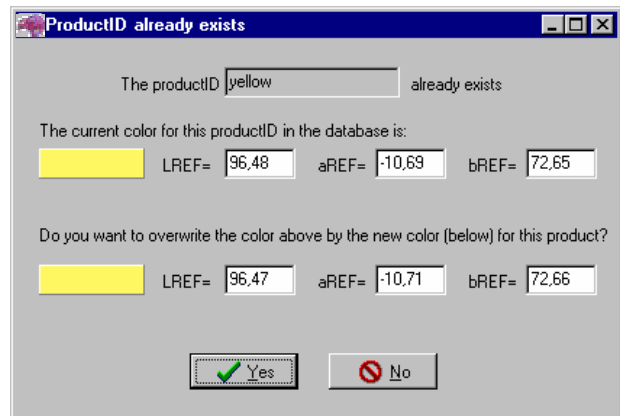 ProductID already exists
The productID yellow already exists
The current color for this productID in the database is:
LREF= 96,48 aREF= -10,69 bREF= 72,65
Do you want to overwrite the color above by the new color (below) for this product?
LREF= 96,47 aREF= -10,71 bREF= 72,66
Yes No